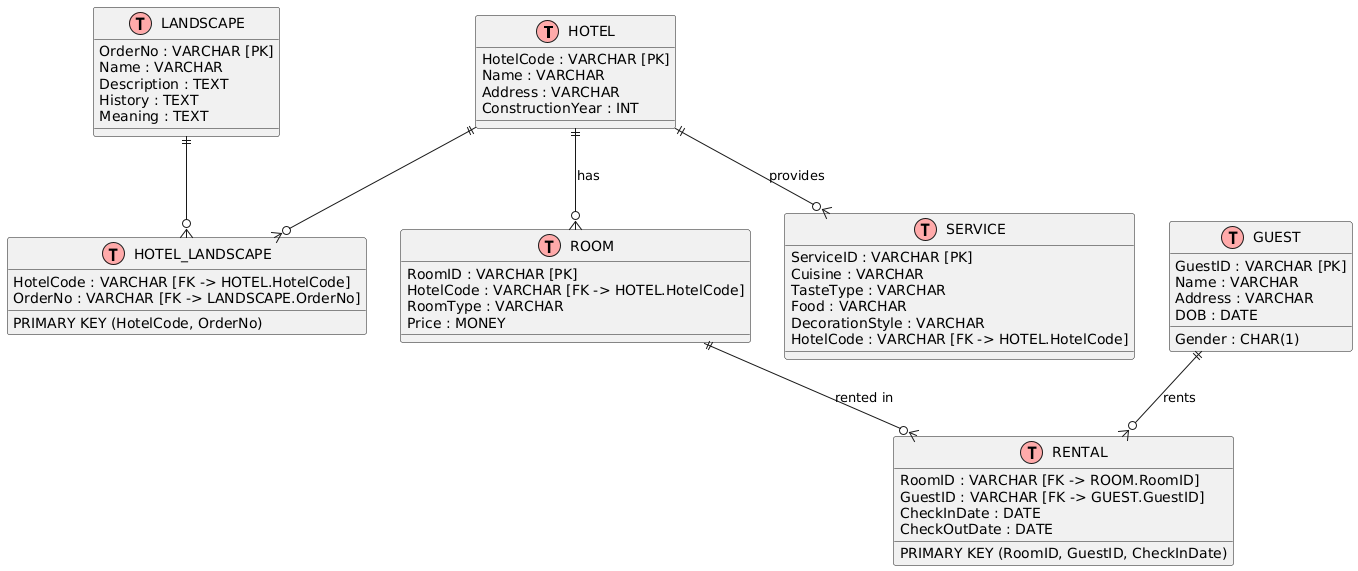 T LANDSCAPE
OrderNo : VARCHAR [PK]
Name : VARCHAR
Description : TEXT
History : TEXT
Meaning : TEXT
T HOTEL
HotelCode : VARCHAR [PK]
Name : VARCHAR
Address : VARCHAR
ConstructionYear : INT
has
provides
T HOTEL_LANDSCAPE
HotelCode : VARCHAR [FK -> HOTEL.HotelCode]
OrderNo : VARCHAR [FK -> LANDSCAPE.OrderNo]
PRIMARY KEY (HotelCode, OrderNo)
T ROOM
RoomID : VARCHAR [PK]
HotelCode : VARCHAR [FK -> HOTEL.HotelCode]
RoomType : VARCHAR
Price : MONEY
T SERVICE
ServiceID : VARCHAR [PK]
Cuisine : VARCHAR
TasteType : VARCHAR
Food : VARCHAR
DecorationStyle : VARCHAR
HotelCode : VARCHAR [FK -> HOTEL.HotelCode]
T GUEST
GuestID : VARCHAR [PK]
Name : VARCHAR
Address : VARCHAR
DOB : DATE
Gender : CHAR(1)
rented in
rents
T RENTAL
RoomID : VARCHAR [FK -> ROOM.RoomID]
GuestID : VARCHAR [FK -> GUEST.GuestID]
CheckInDate : DATE
CheckOutDate : DATE
PRIMARY KEY (RoomID, GuestID, CheckInDate)